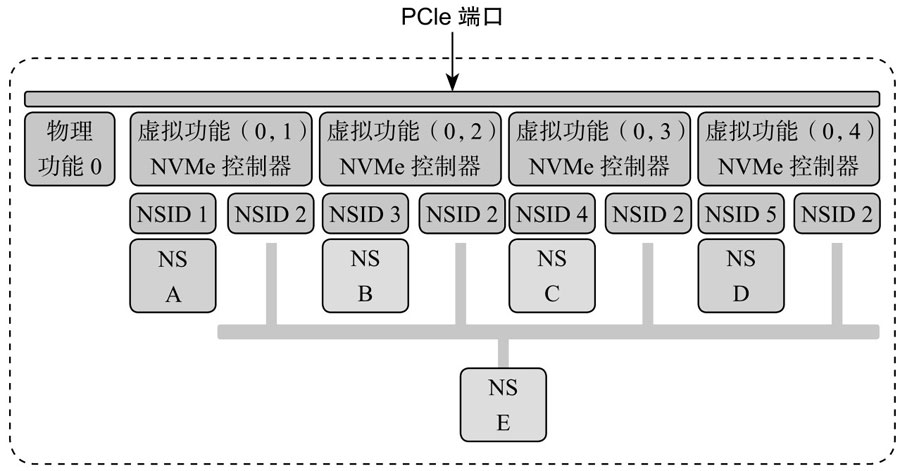 PCIe 端口
物理
功能 0
虚拟功能（0, 1）
NVMe 控制器
虚拟功能（0, 2）
NVMe 控制器
虚拟功能（0, 3）
NVMe 控制器
虚拟功能（0, 4）
NVMe 控制器
NSID 1
NSID 2
NSID 3
NSID 2
NSID 4
NSID 2
NSID 5
NSID 2
NS
A
NS
B
NS
C
NS
D
NS
E